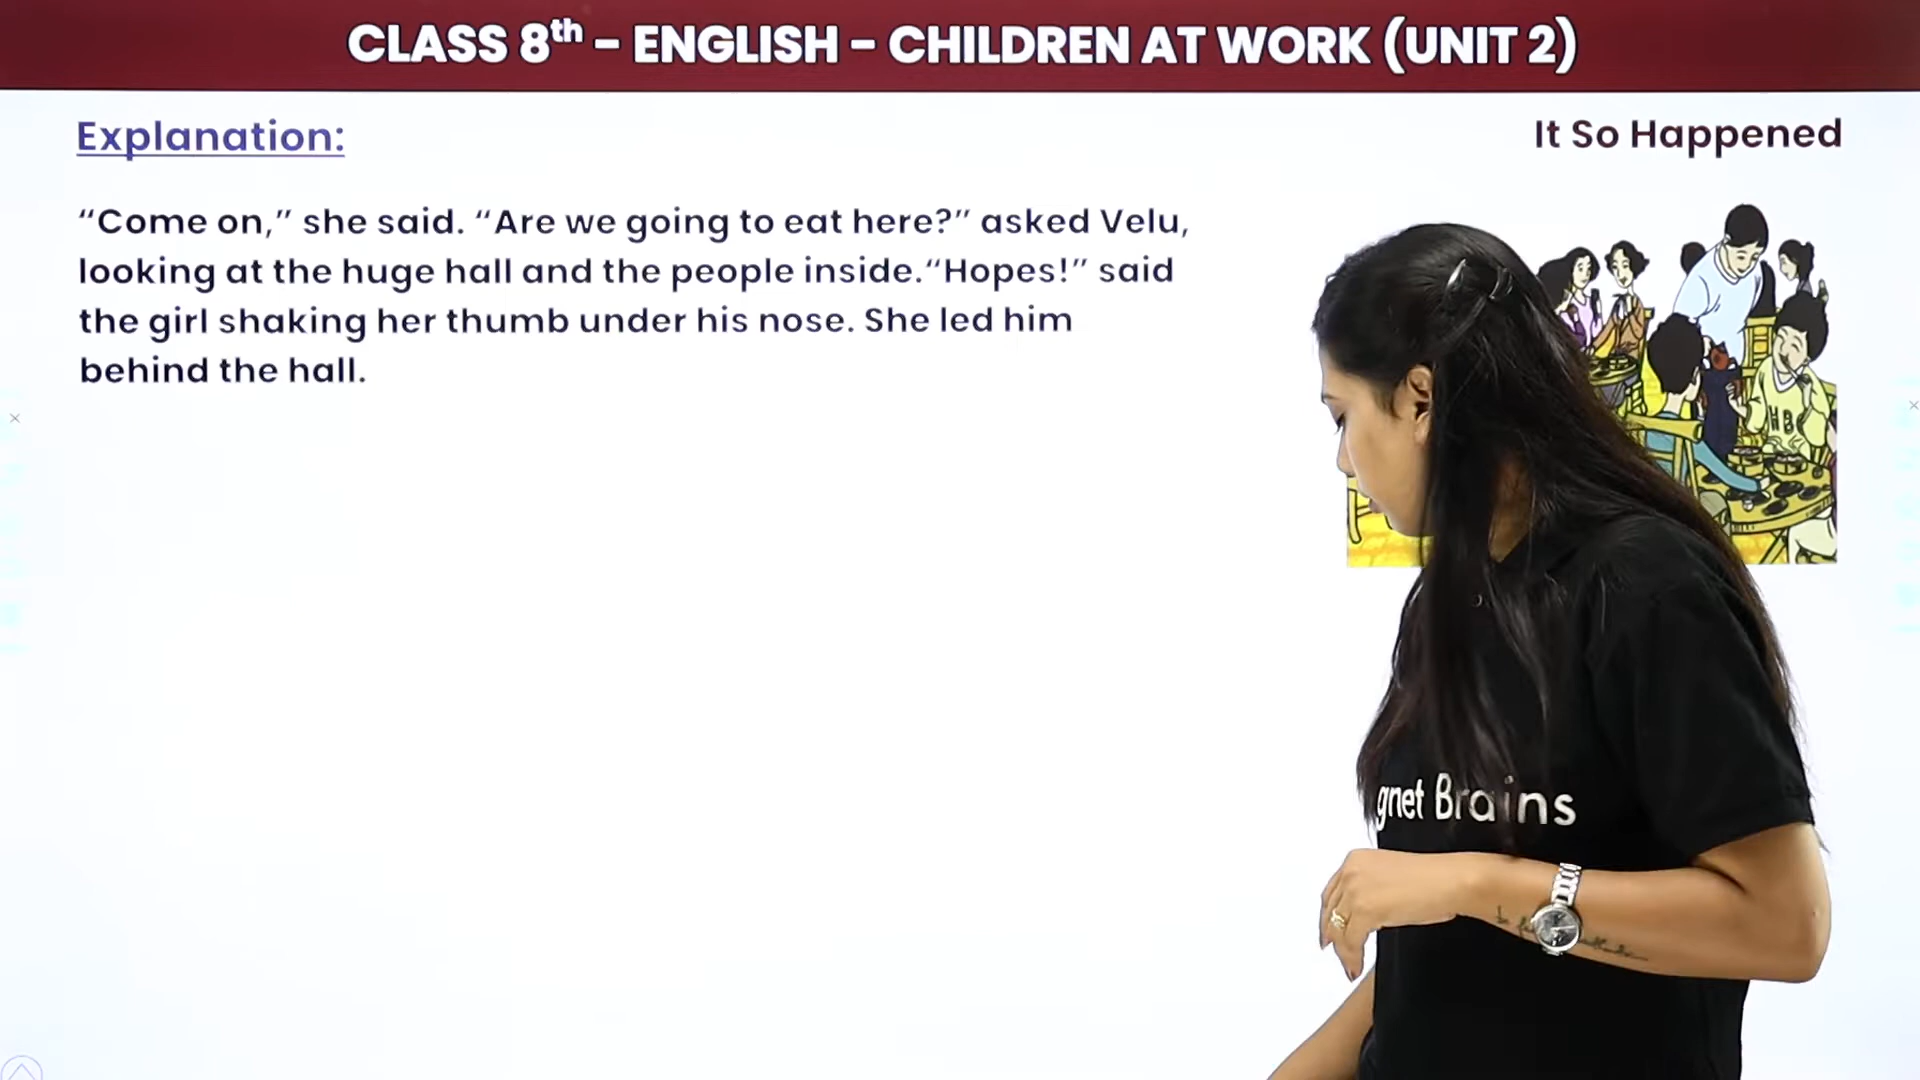 CLASS 8th – ENGLISH – CHILDREN AT WORK (UNIT 2)
Explanation:
It So Happened
“Come on,” she said. “Are we going to eat here?” asked Velu,
looking at the huge hall and the people inside.“Hopes!” said
the girl shaking her thumb under his nose. She led him
behind the hall.
HB
gnet Brains